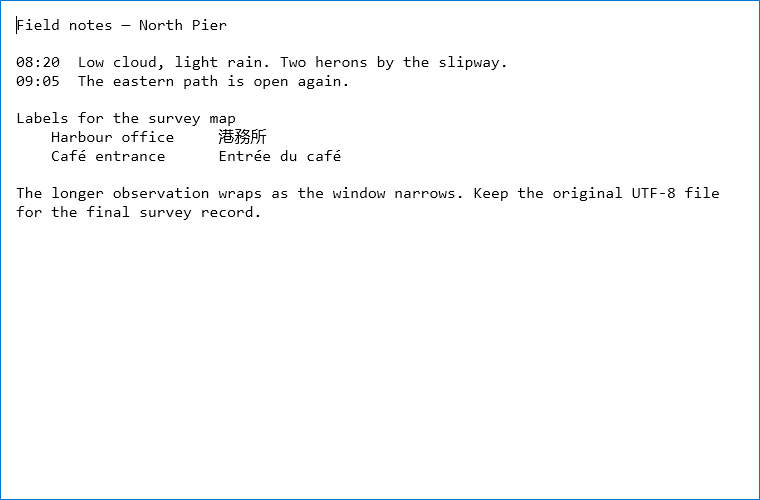 Field notes — North Pier

08:20  Low cloud, light rain. Two herons by the slipway.
09:05  The eastern path is open again.

Labels for the survey map
    Harbour office     港務所
    Café entrance      Entrée du café

The longer observation wraps as the window narrows. Keep the original UTF-8 file
for the final survey record.